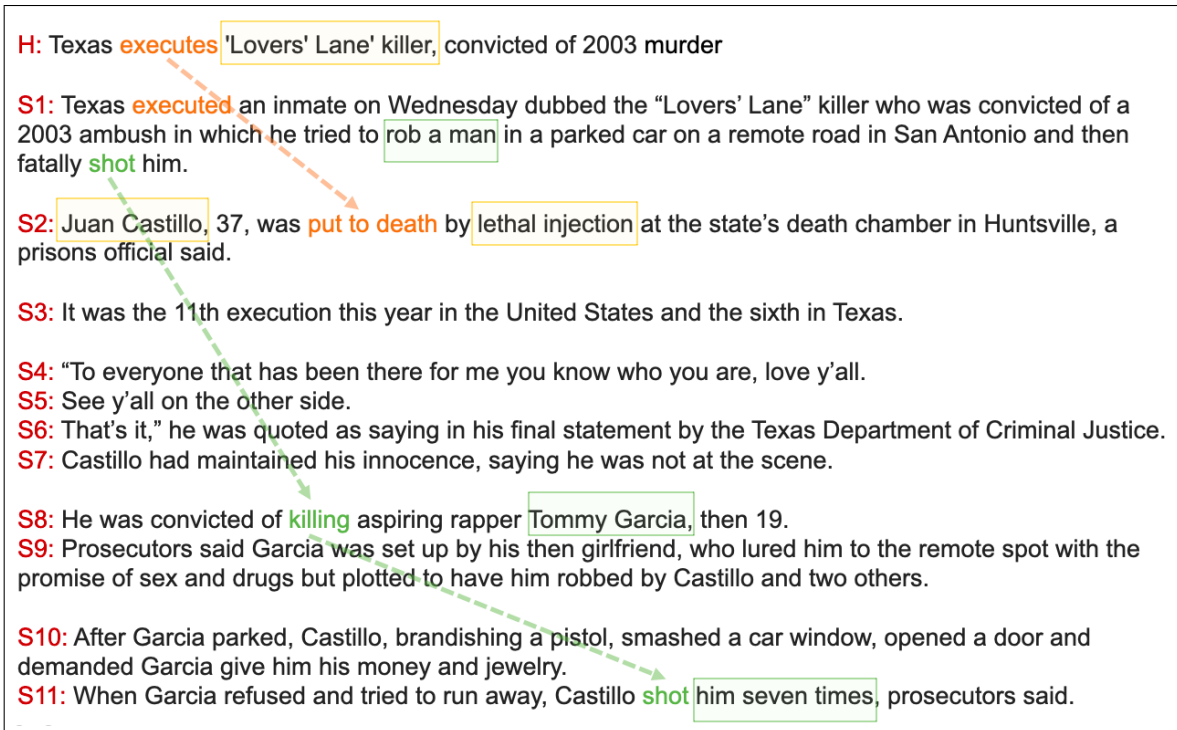 H: Texas executes 'Lovers' Lane' killer, convicted of 2003 murder
S1: Texas executed an inmate on Wednesday dubbed the “Lovers’ Lane” killer who was convicted of a
2003 ambush in which he tried to rob a man in a parked car on a remote road in San Antonio and then
fatally shot him.
S2: Juan Castillo, 37, was put to death by lethal injection at the state’s death chamber in Huntsville, a
prisons official said.
S3: It was the 11th execution this year in the United States and the sixth in Texas.
S4: “To everyone that has been there for me you know who you are, love y’all.
S5: See y’all on the other side.
S6: That’s it,” he was quoted as saying in his final statement by the Texas Department of Criminal Justice.
S7: Castillo had maintained his innocence, saying he was not at the scene.
S8: He was convicted of killing aspiring rapper Tommy Garcia, then 19.
S9: Prosecutors said Garcia was set up by his then girlfriend, who lured him to the remote spot with the
promise of sex and drugs but plotted to have him robbed by Castillo and two others.
S10: After Garcia parked, Castillo, brandishing a pistol, smashed a car window, opened a door and
demanded Garcia give him his money and jewelry.
S11: When Garcia refused and tried to run away, Castillo shot him seven times, prosecutors said.